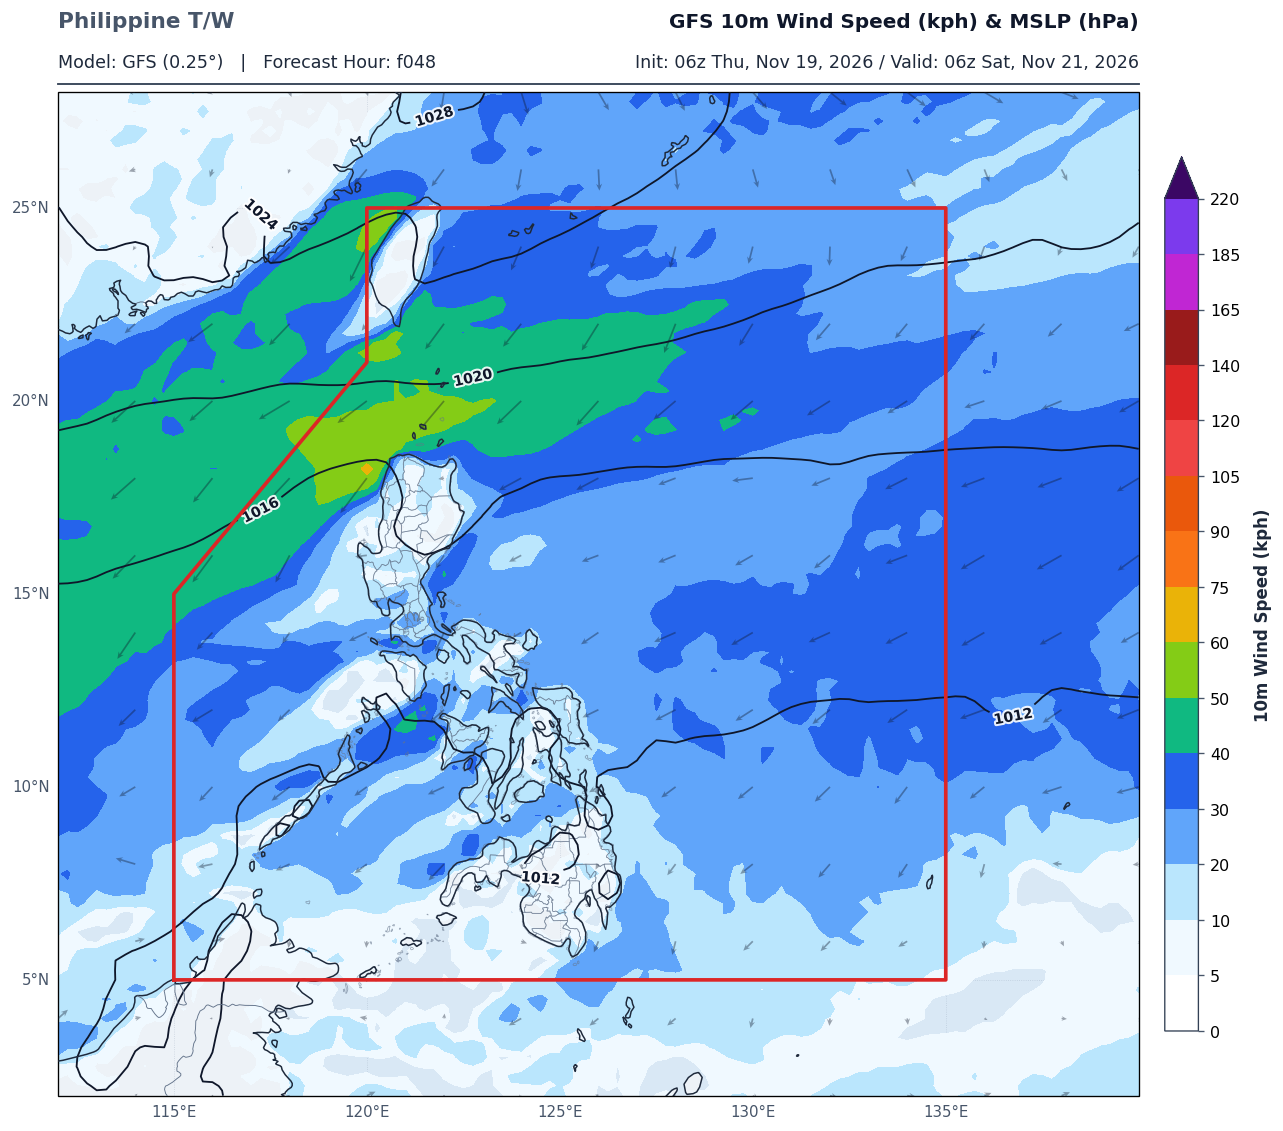 Philippine T/W
GFS 10m Wind Speed (kph) & MSLP (hPa)
Model: GFS (0.25°) | Forecast Hour: f048
Init: 06z Thu, Nov 19, 2026 / Valid: 06z Sat, Nov 21, 2026
1028
1024
1020
1016
1012
1012
25°N
20°N
15°N
10°N
5°N
115°E
120°E
125°E
130°E
135°E
220
185
165
140
120
105
90
75
60
50
40
30
20
10
5
0
10m Wind Speed (kph)